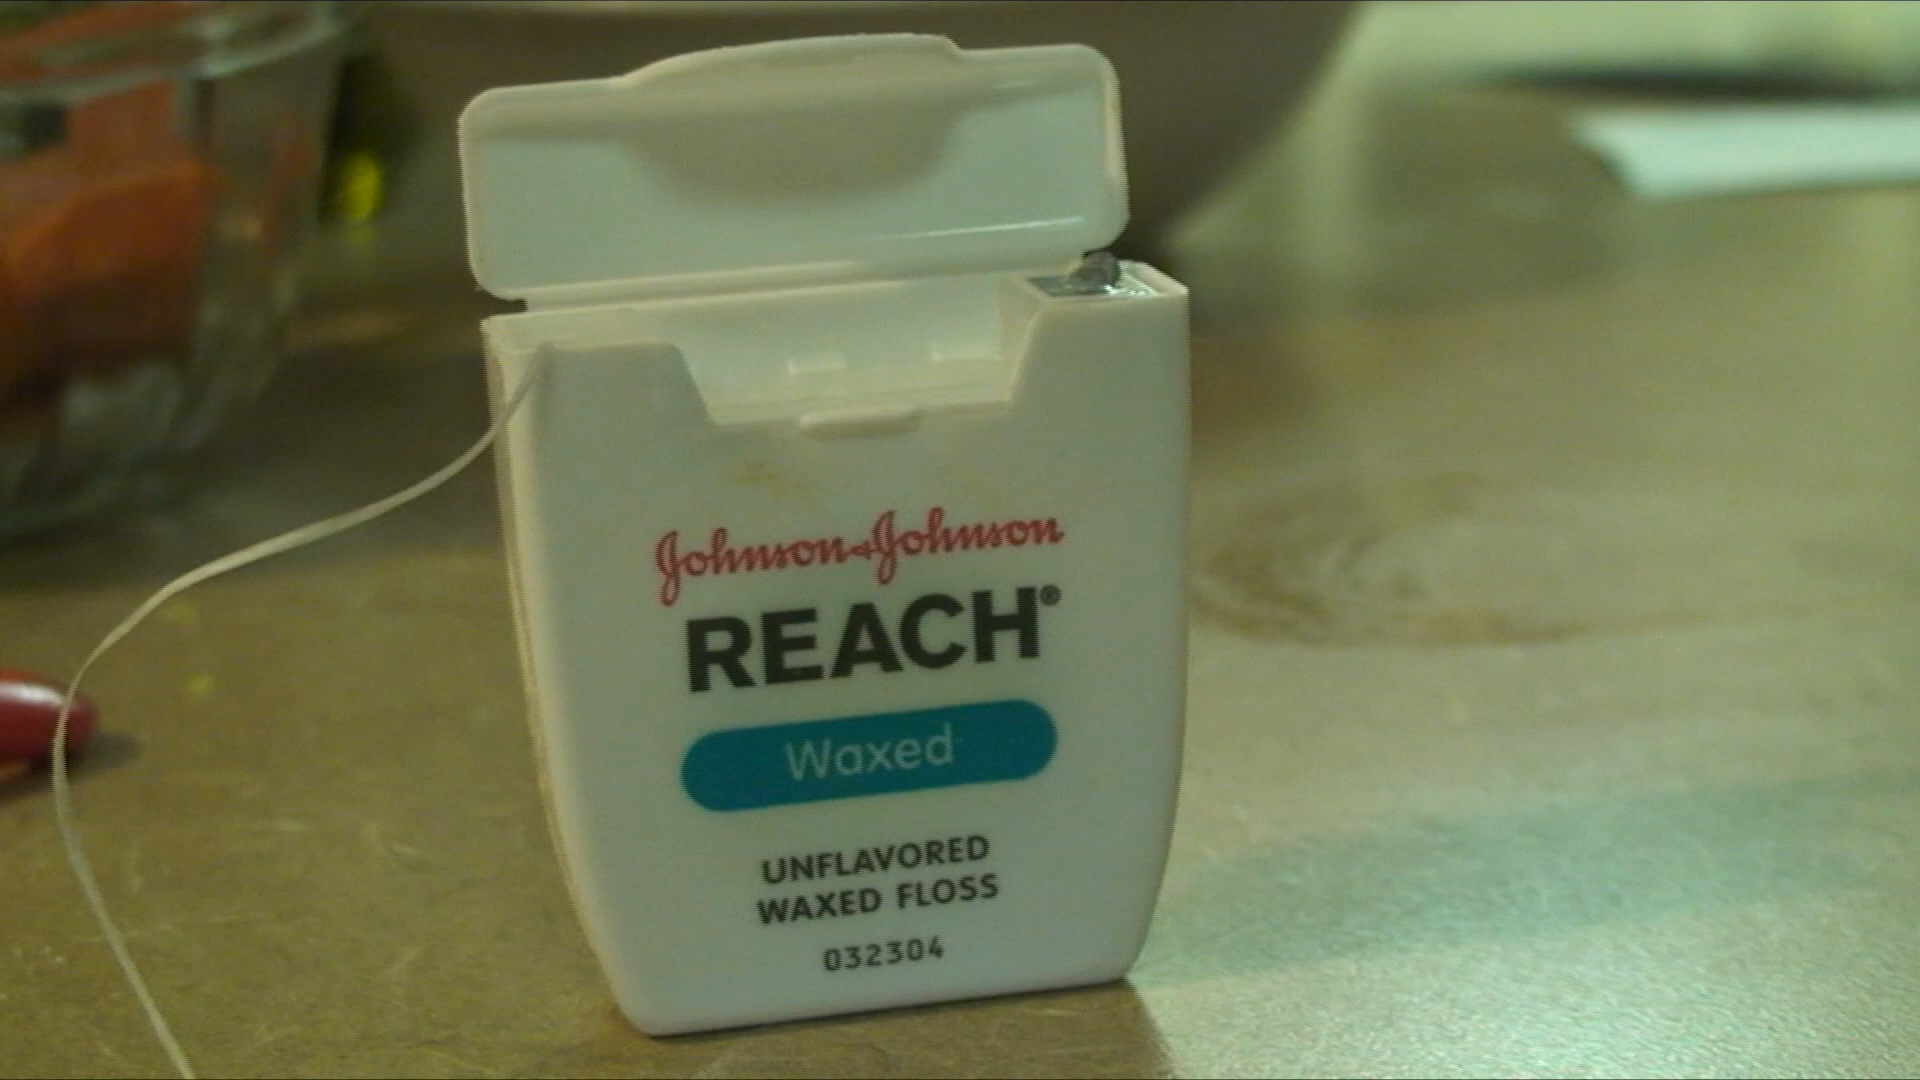 Johnson&Johnson
REACH®
Waxed
UNFLAVORED
WAXED FLOSS
032304